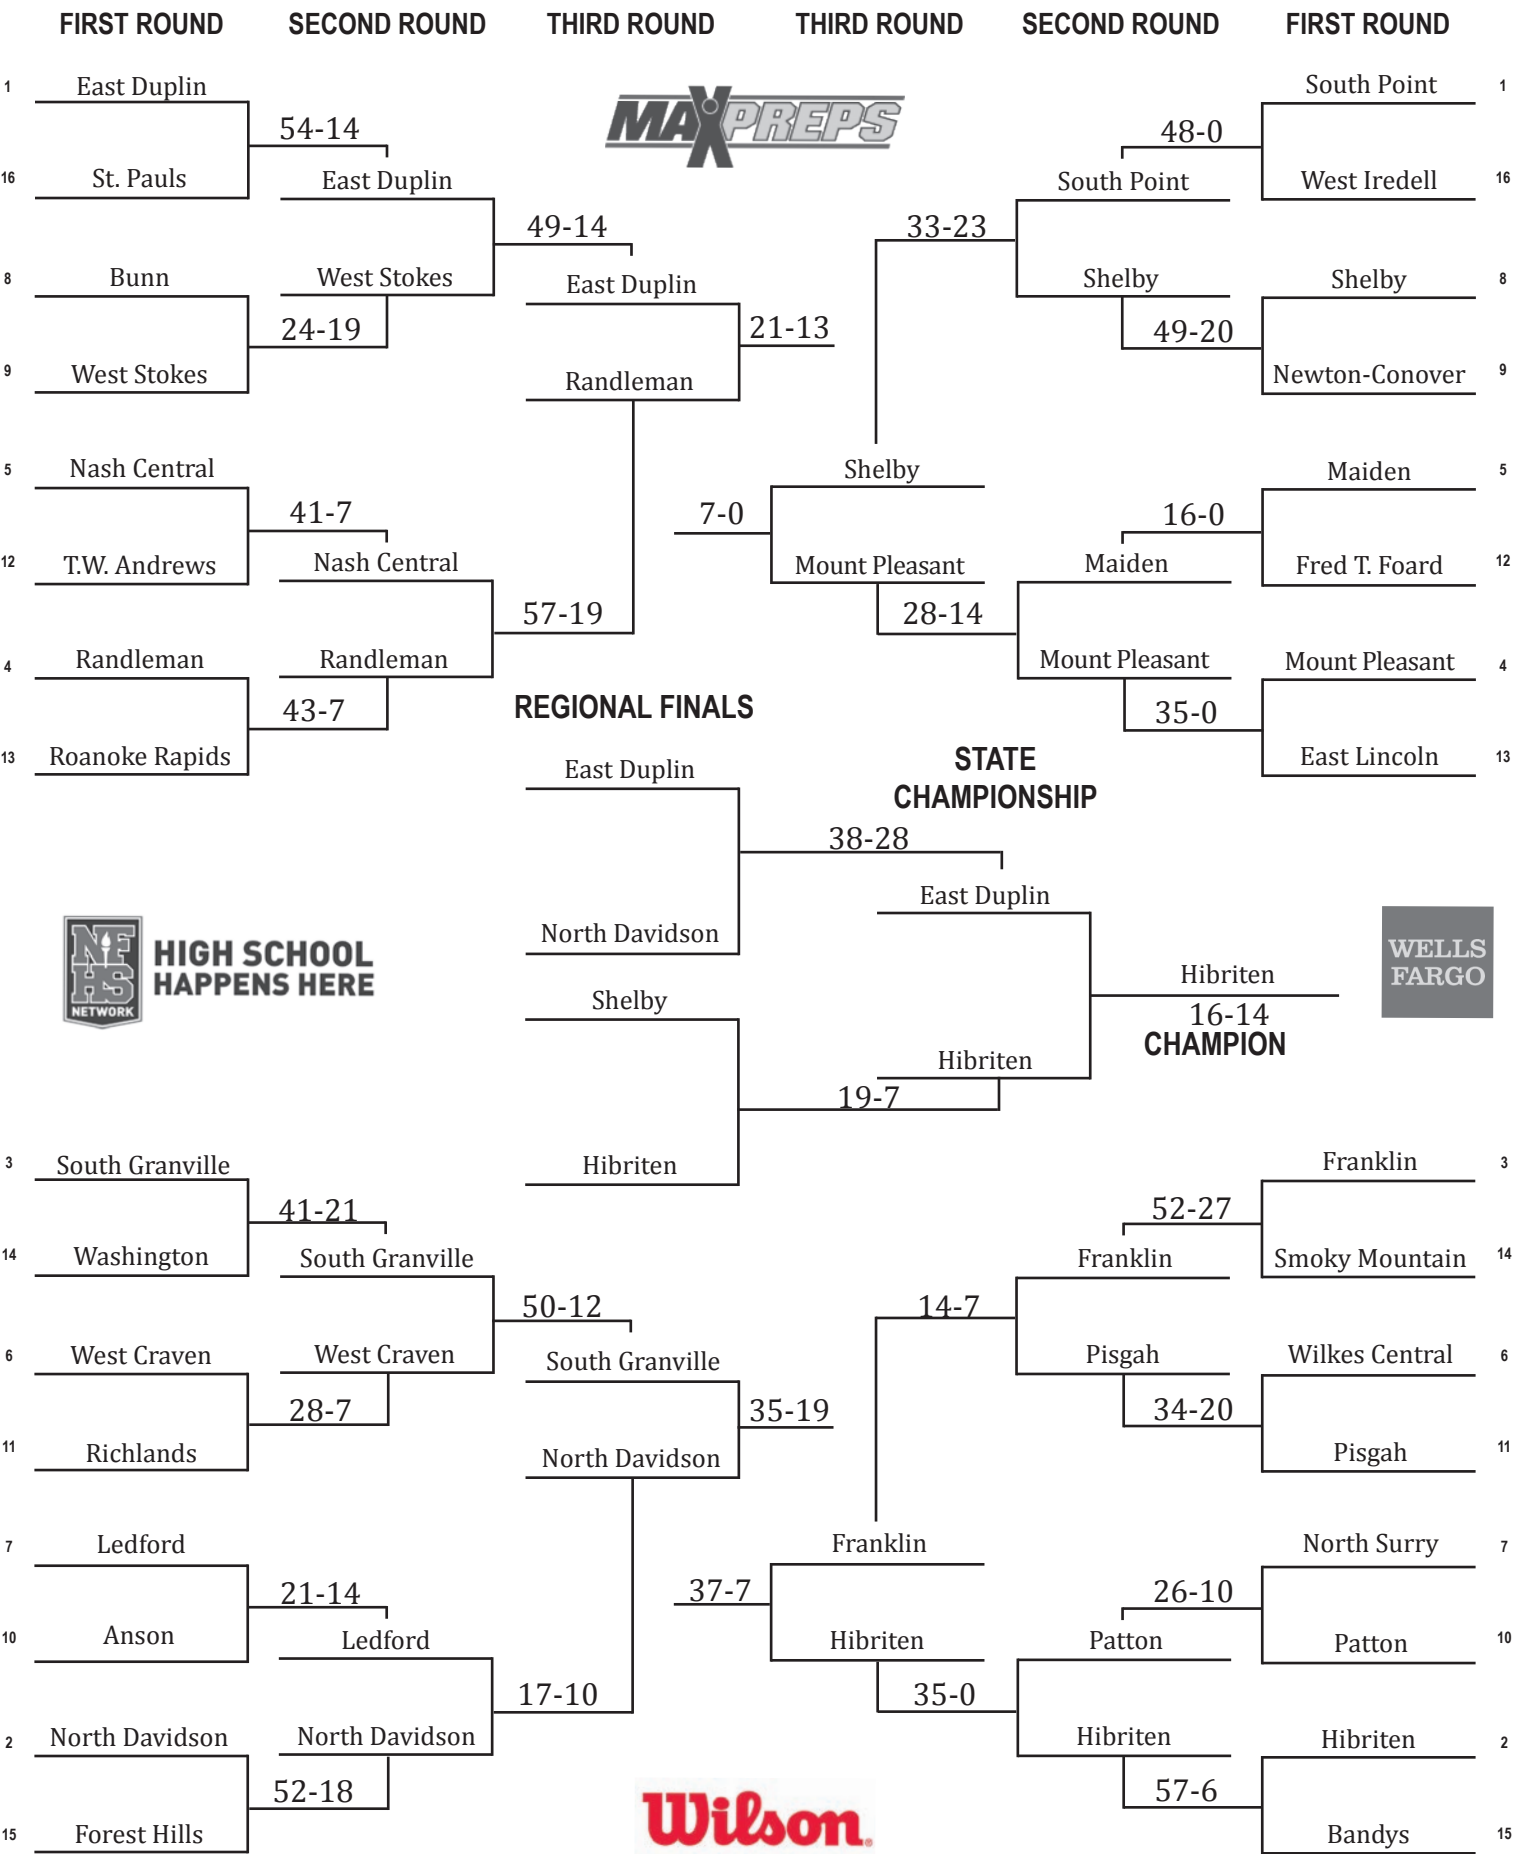 FIRST ROUND SECOND ROUND THIRD ROUND THIRD ROUND SECOND ROUND FIRST ROUND
MAXPREPS
1 East Duplin
54-14
16 St. Pauls
East Duplin
49-14
8 Bunn
West Stokes
24-19
9 West Stokes
East Duplin
21-13
Randleman
5 Nash Central
41-7
12 T.W. Andrews
Nash Central
57-19
4 Randleman
Randleman
43-7
13 Roanoke Rapids
South Point 1
48-0
West Iredell 16
South Point
33-23
Shelby
Shelby 8
49-20
Newton-Conover 9
Shelby
7-0
Mount Pleasant
Maiden 5
16-0
Fred T. Foard 12
Maiden
28-14
Mount Pleasant
Mount Pleasant 4
35-0
East Lincoln 13
REGIONAL FINALS
East Duplin
38-28
North Davidson
Shelby
19-7
Hibriten
STATE
CHAMPIONSHIP
East Duplin
Hibriten
Hibriten
16-14
CHAMPION
NF
HS
NETWORK
HIGH SCHOOL
HAPPENS HERE
WELLS
FARGO
3 South Granville
41-21
14 Washington
South Granville
50-12
6 West Craven
West Craven
28-7
11 Richlands
South Granville
35-19
North Davidson
7 Ledford
21-14
10 Anson
Ledford
17-10
2 North Davidson
North Davidson
52-18
15 Forest Hills
Franklin 3
52-27
Smoky Mountain 14
Franklin
14-7
Pisgah
Wilkes Central 6
34-20
Pisgah 11
Franklin
37-7
Hibriten
North Surry 7
26-10
Patton 10
Patton
35-0
Hibriten
Hibriten 2
57-6
Bandys 15
Wilson®